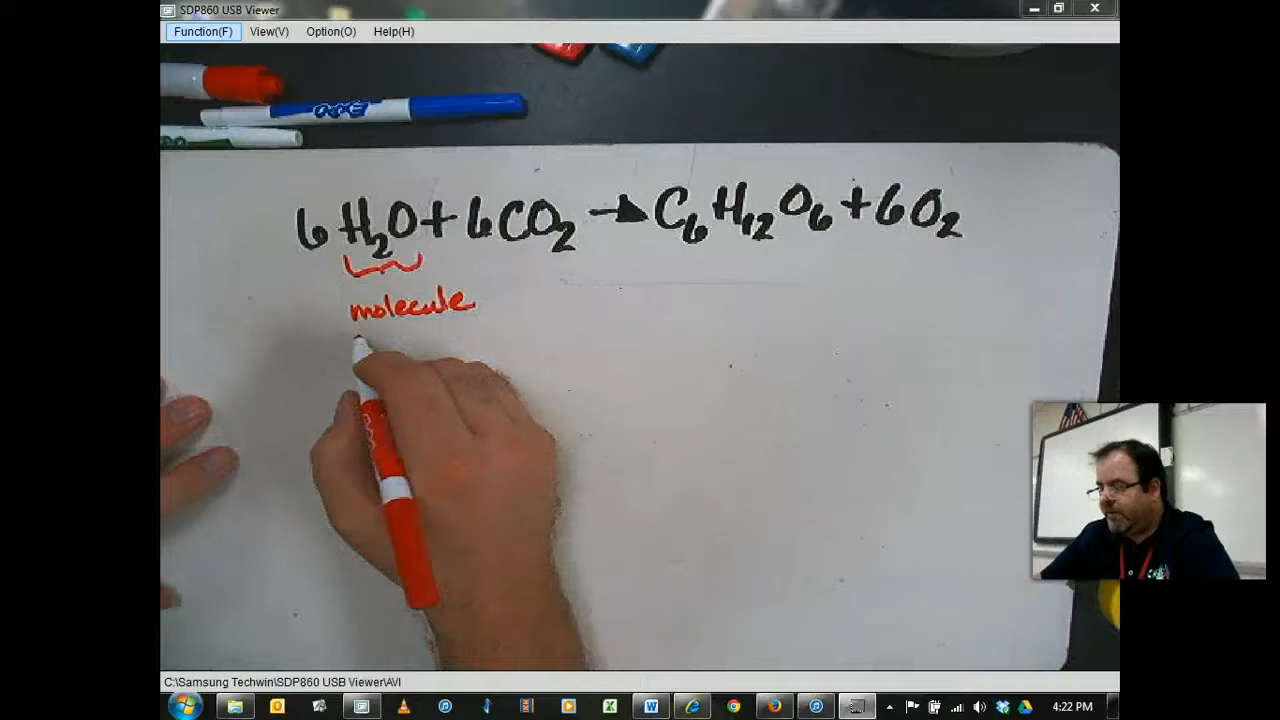 SDP860 USB Viewer
Function(F) View(V) Option(O) Help(H)
EXPO
6H₂O + 6CO₂ → C₆H₁₂O₆ + 6O₂
molecule
C:\Samsung Techwin\SDP860 USB Viewer\AVI
4:22 PM